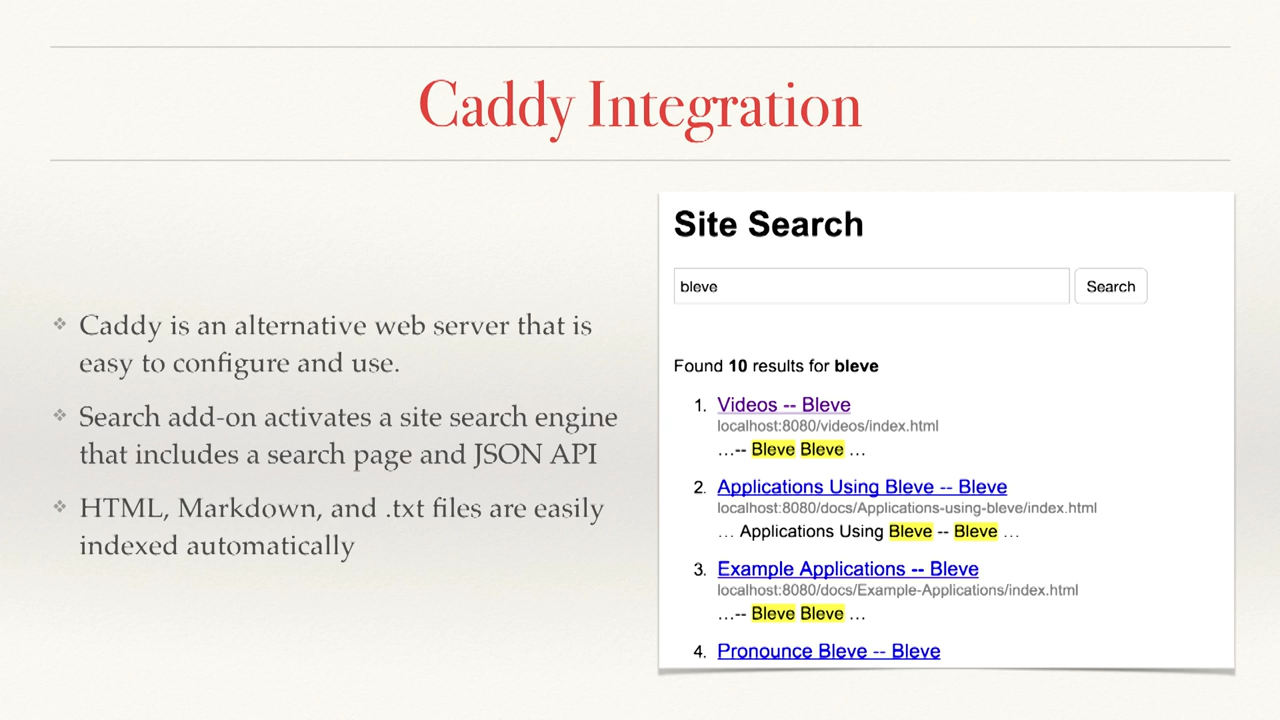 Caddy Integration
❖ Caddy is an alternative web server that is
easy to configure and use.
❖ Search add-on activates a site search engine
that includes a search page and JSON API
❖ HTML, Markdown, and .txt files are easily
indexed automatically
Site Search
bleve
Search
Found 10 results for bleve
1. Videos -- Bleve
localhost:8080/videos/index.html
…-- Bleve Bleve …
2. Applications Using Bleve -- Bleve
localhost:8080/docs/Applications-using-bleve/index.html
… Applications Using Bleve -- Bleve …
3. Example Applications -- Bleve
localhost:8080/docs/Example-Applications/index.html
…-- Bleve Bleve …
4. Pronounce Bleve -- Bleve